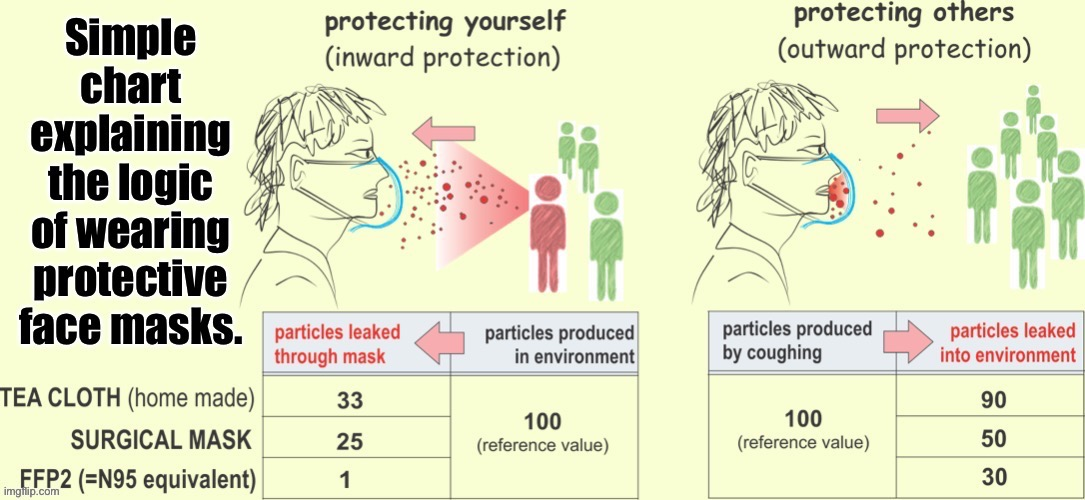 Simple
chart
explaining
the logic
of wearing
protective
face masks.
protecting yourself
(inward protection)
protecting others
(outward protection)
particles leaked
through mask
particles produced
in environment
particles produced
by coughing
particles leaked
into environment
TEA CLOTH (home made)
33
100
(reference value)
100
(reference value)
90
SURGICAL MASK
25
50
FFP2 (=N95 equivalent)
1
30
imgflip.com